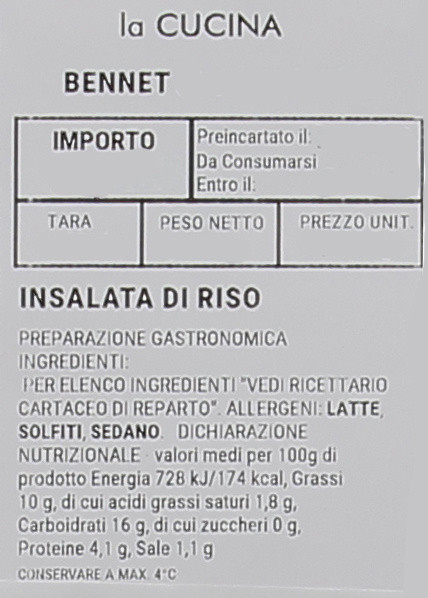 la CUCINA
BENNET
IMPORTO
Preincartato il:
Da Consumarsi
Entro il:
TARA
PESO NETTO
PREZZO UNIT.
INSALATA DI RISO
PREPARAZIONE GASTRONOMICA
INGREDIENTI:
PER ELENCO INGREDIENTI "VEDI RICETTARIO
CARTACEO DI REPARTO". ALLERGENI: LATTE,
SOLFITI, SEDANO. DICHIARAZIONE
NUTRIZIONALE - valori medi per 100g di
prodotto Energia 728 kJ/174 kcal, Grassi
10 g, di cui acidi grassi saturi 1,8 g,
Carboidrati 16 g, di cui zuccheri 0 g,
Proteine 4,1 g, Sale 1,1 g
CONSERVARE A MAX. 4°C